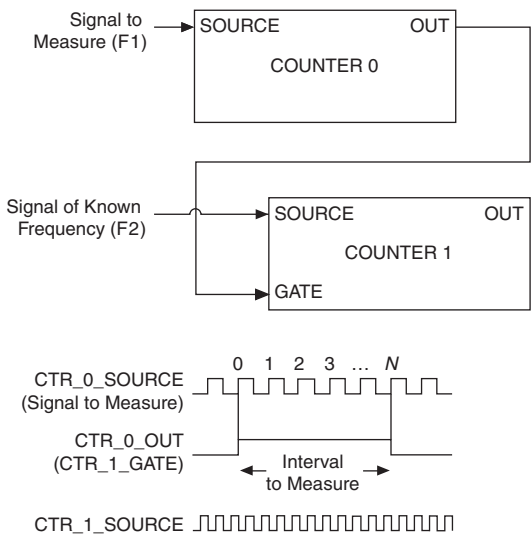 Signal to
Measure (F1)
SOURCE OUT
COUNTER 0
Signal of Known
Frequency (F2)
SOURCE OUT
COUNTER 1
GATE
0 1 2 3 … N
CTR_0_SOURCE
(Signal to Measure)
CTR_0_OUT
(CTR_1_GATE)
Interval
to Measure
CTR_1_SOURCE